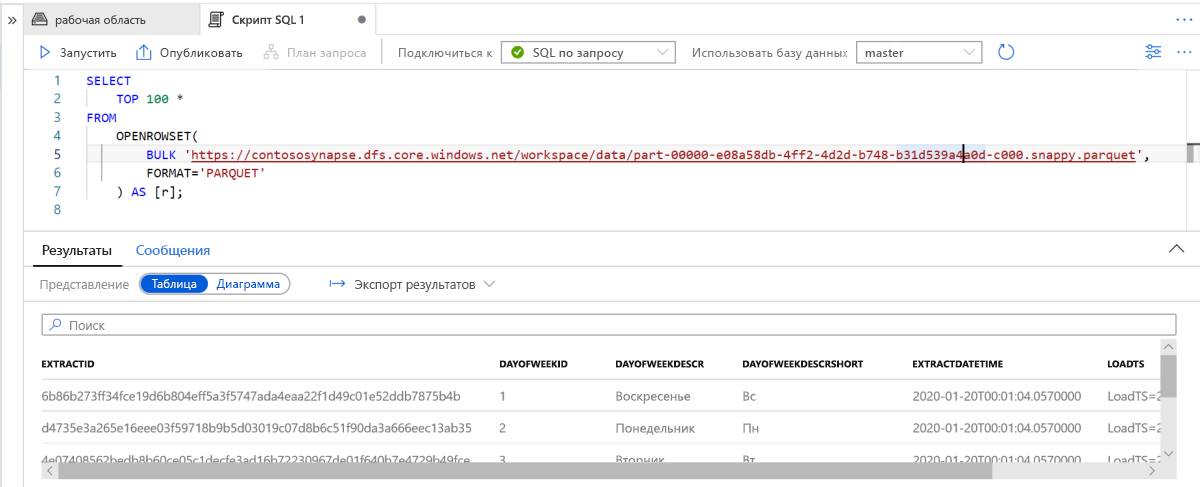 » рабочая область Скрипт SQL 1 ● ...
Запустить Опубликовать План запроса Подключиться к SQL по запросу Использовать базу данных master ...
1 SELECT
2 TOP 100 *
3 FROM
4 OPENROWSET(
5 BULK 'https://contososynapse.dfs.core.windows.net/workspace/data/part-00000-e08a58db-4ff2-4d2d-b748-b31d539a4a0d-c000.snappy.parquet',
6 FORMAT='PARQUET'
7 ) AS [r];
8
Результаты Сообщения
Представление Таблица Диаграмма Экспорт результатов
Поиск
EXTRACTID DAYOFWEEKID DAYOFWEEKDESCR DAYOFWEEKDESCRSHORT EXTRACTDATETIME LOADTS
6b86b273ff34fce19d6b804eff5a3f5747ada4eaa22f1d49c01e52ddb7875b4b 1 Воскресенье Вс 2020-01-20T00:01:04.0570000 LoadTS=2
d4735e3a265e16eee03f59718b9b5d03019c07d8b6c51f90da3a666eec13ab35 2 Понедельник Пн 2020-01-20T00:01:04.0570000 LoadTS=2
4e07408562bedb8b60ce05c1decfe3ad16b72230967de01f640b7e4729b49fce 3 Вторник Вт 2020-01-20T00:01:04.0570000 LoadTS=2